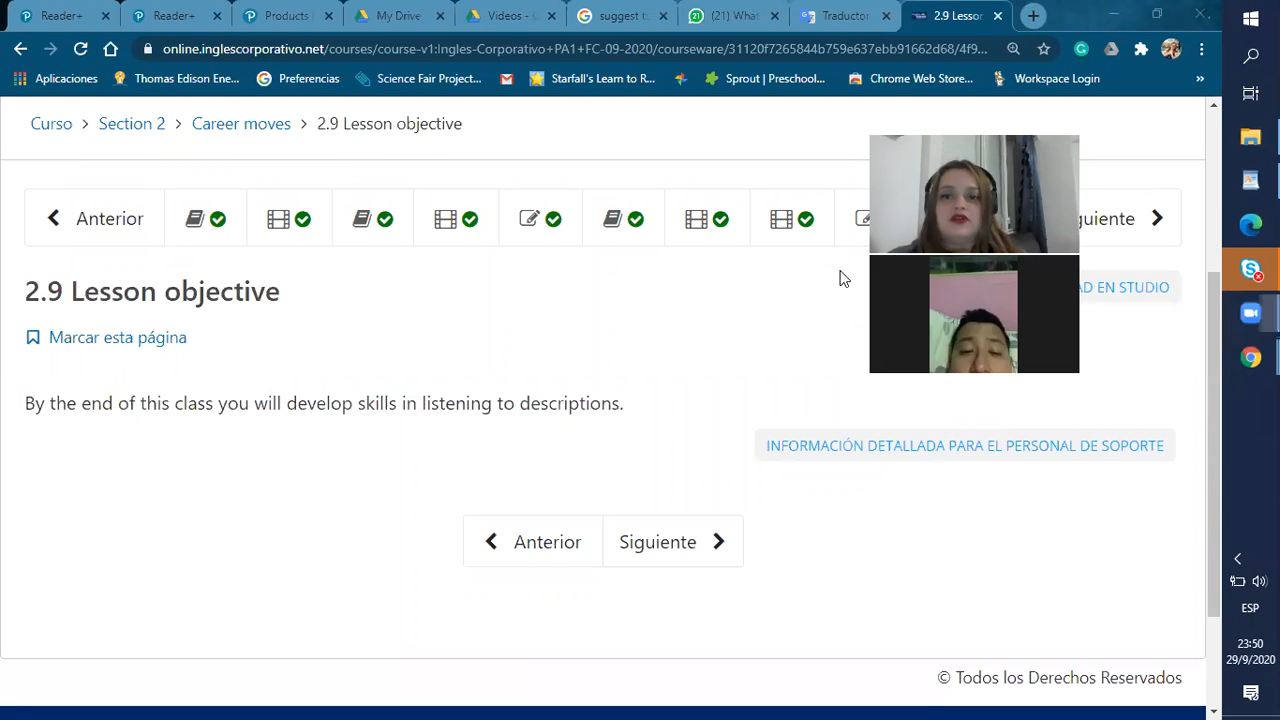 Reader+
Reader+
Products
My Drive
Videos - G
suggest t
(21) What
Traductor
2.9 Lesson
online.inglescorporativo.net/courses/course-v1:Ingles-Corporativo+PA1+FC-09-2020/courseware/31120f7265844b759e637ebb91662d68/4f9...
Aplicaciones
Thomas Edison Ene...
Preferencias
Science Fair Project...
Starfall's Learn to R...
Sprout | Preschool...
Chrome Web Store...
Workspace Login
»
Curso > Section 2 > Career moves > 2.9 Lesson objective
Anterior
guiente
2.9 Lesson objective
AD EN STUDIO
Marcar esta página
By the end of this class you will develop skills in listening to descriptions.
INFORMACIÓN DETALLADA PARA EL PERSONAL DE SOPORTE
Anterior
Siguiente
© Todos los Derechos Reservados
ESP
23:50
29/9/2020